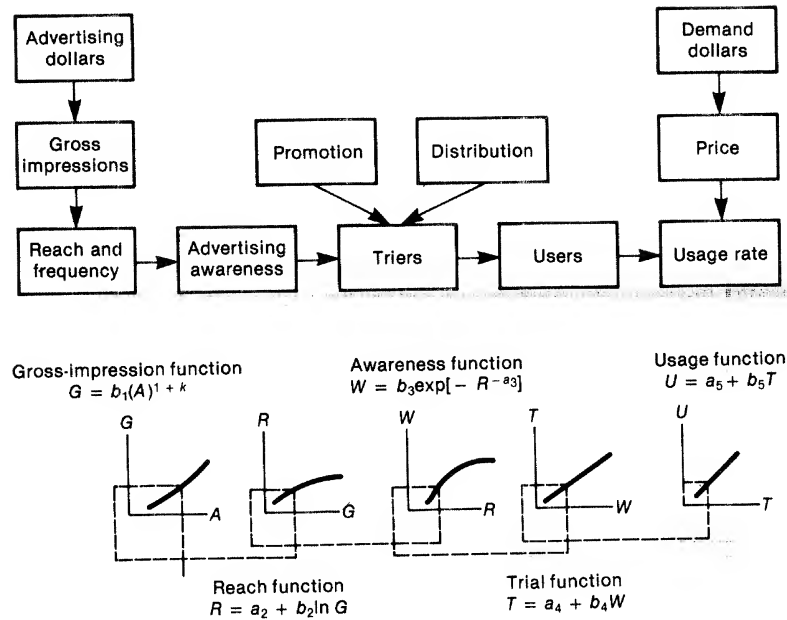 Advertising
dollars
Demand
dollars
Gross
impressions
Promotion
Distribution
Price
Reach and
frequency
Advertising
awareness
Triers
Users
Usage rate
Gross-impression function
G = b₁(A)¹ ⁺ ᵏ
Awareness function
W = b₃exp[− R^−a₃]
Usage function
U = a₅ + b₅T
G
A
R
G
W
R
T
W
U
T
Reach function
R = a₂ + b₂ln G
Trial function
T = a₄ + b₄W